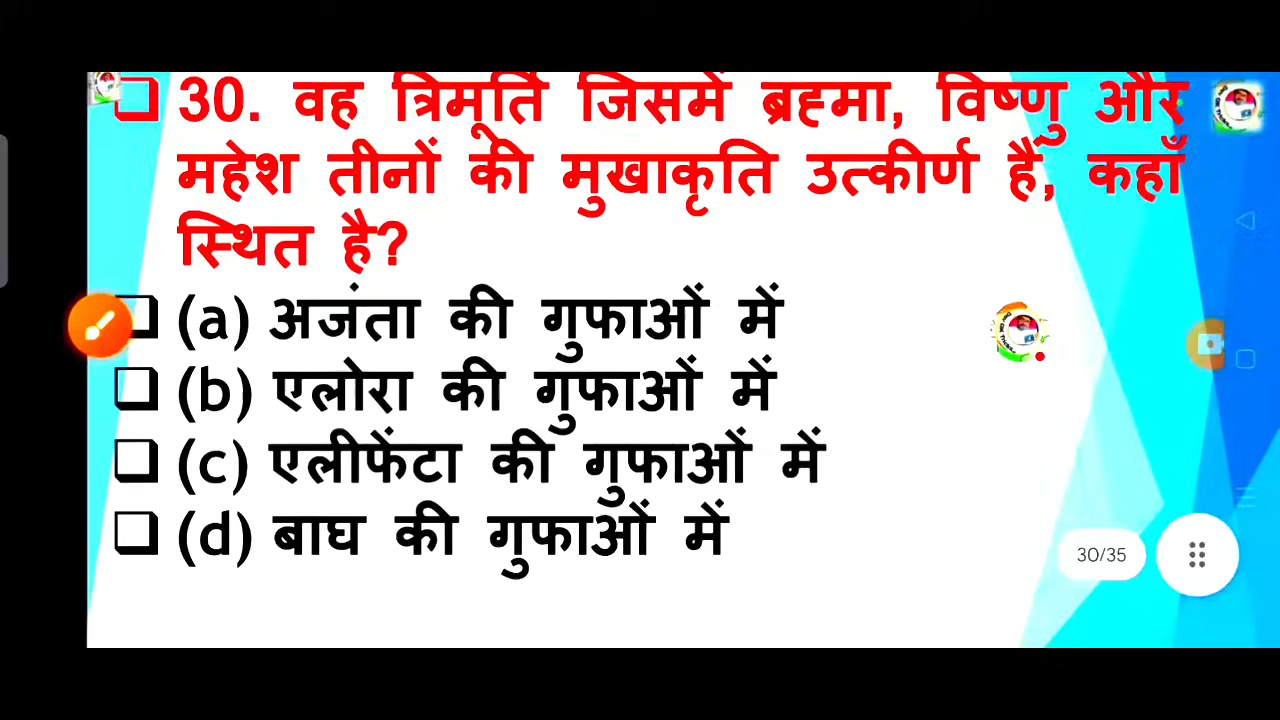 30. वह त्रिमूर्ति जिसमें ब्रह्मा, विष्णु और
महेश तीनों की मुखाकृति उत्कीर्ण हैं, कहाँ
स्थित है?
(a) अजंता की गुफाओं में
(b) एलोरा की गुफाओं में
(c) एलीफेंटा की गुफाओं में
(d) बाघ की गुफाओं में
30/35